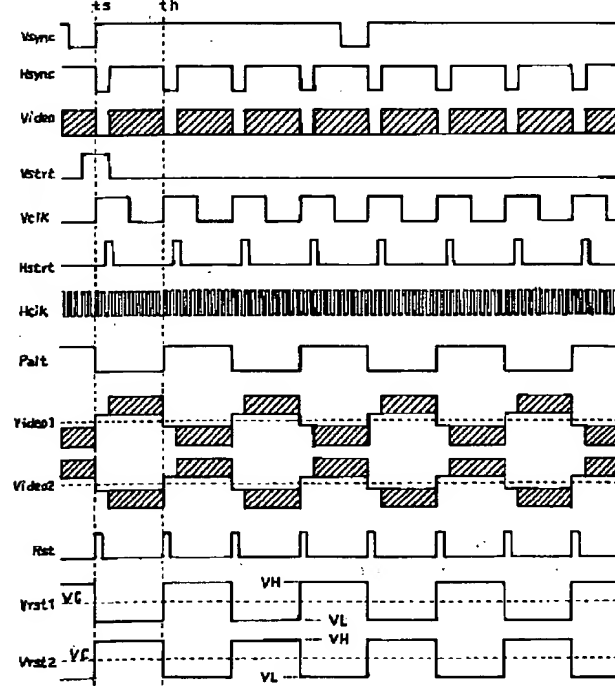 ts th
Vsync
Hsync
Video
Vstrt
Vclk
Hstrt
Hclk
Palt
Video1
Video2
Rst
VC VH
Vrst1
VL
VH
VC
Vrst2
VL